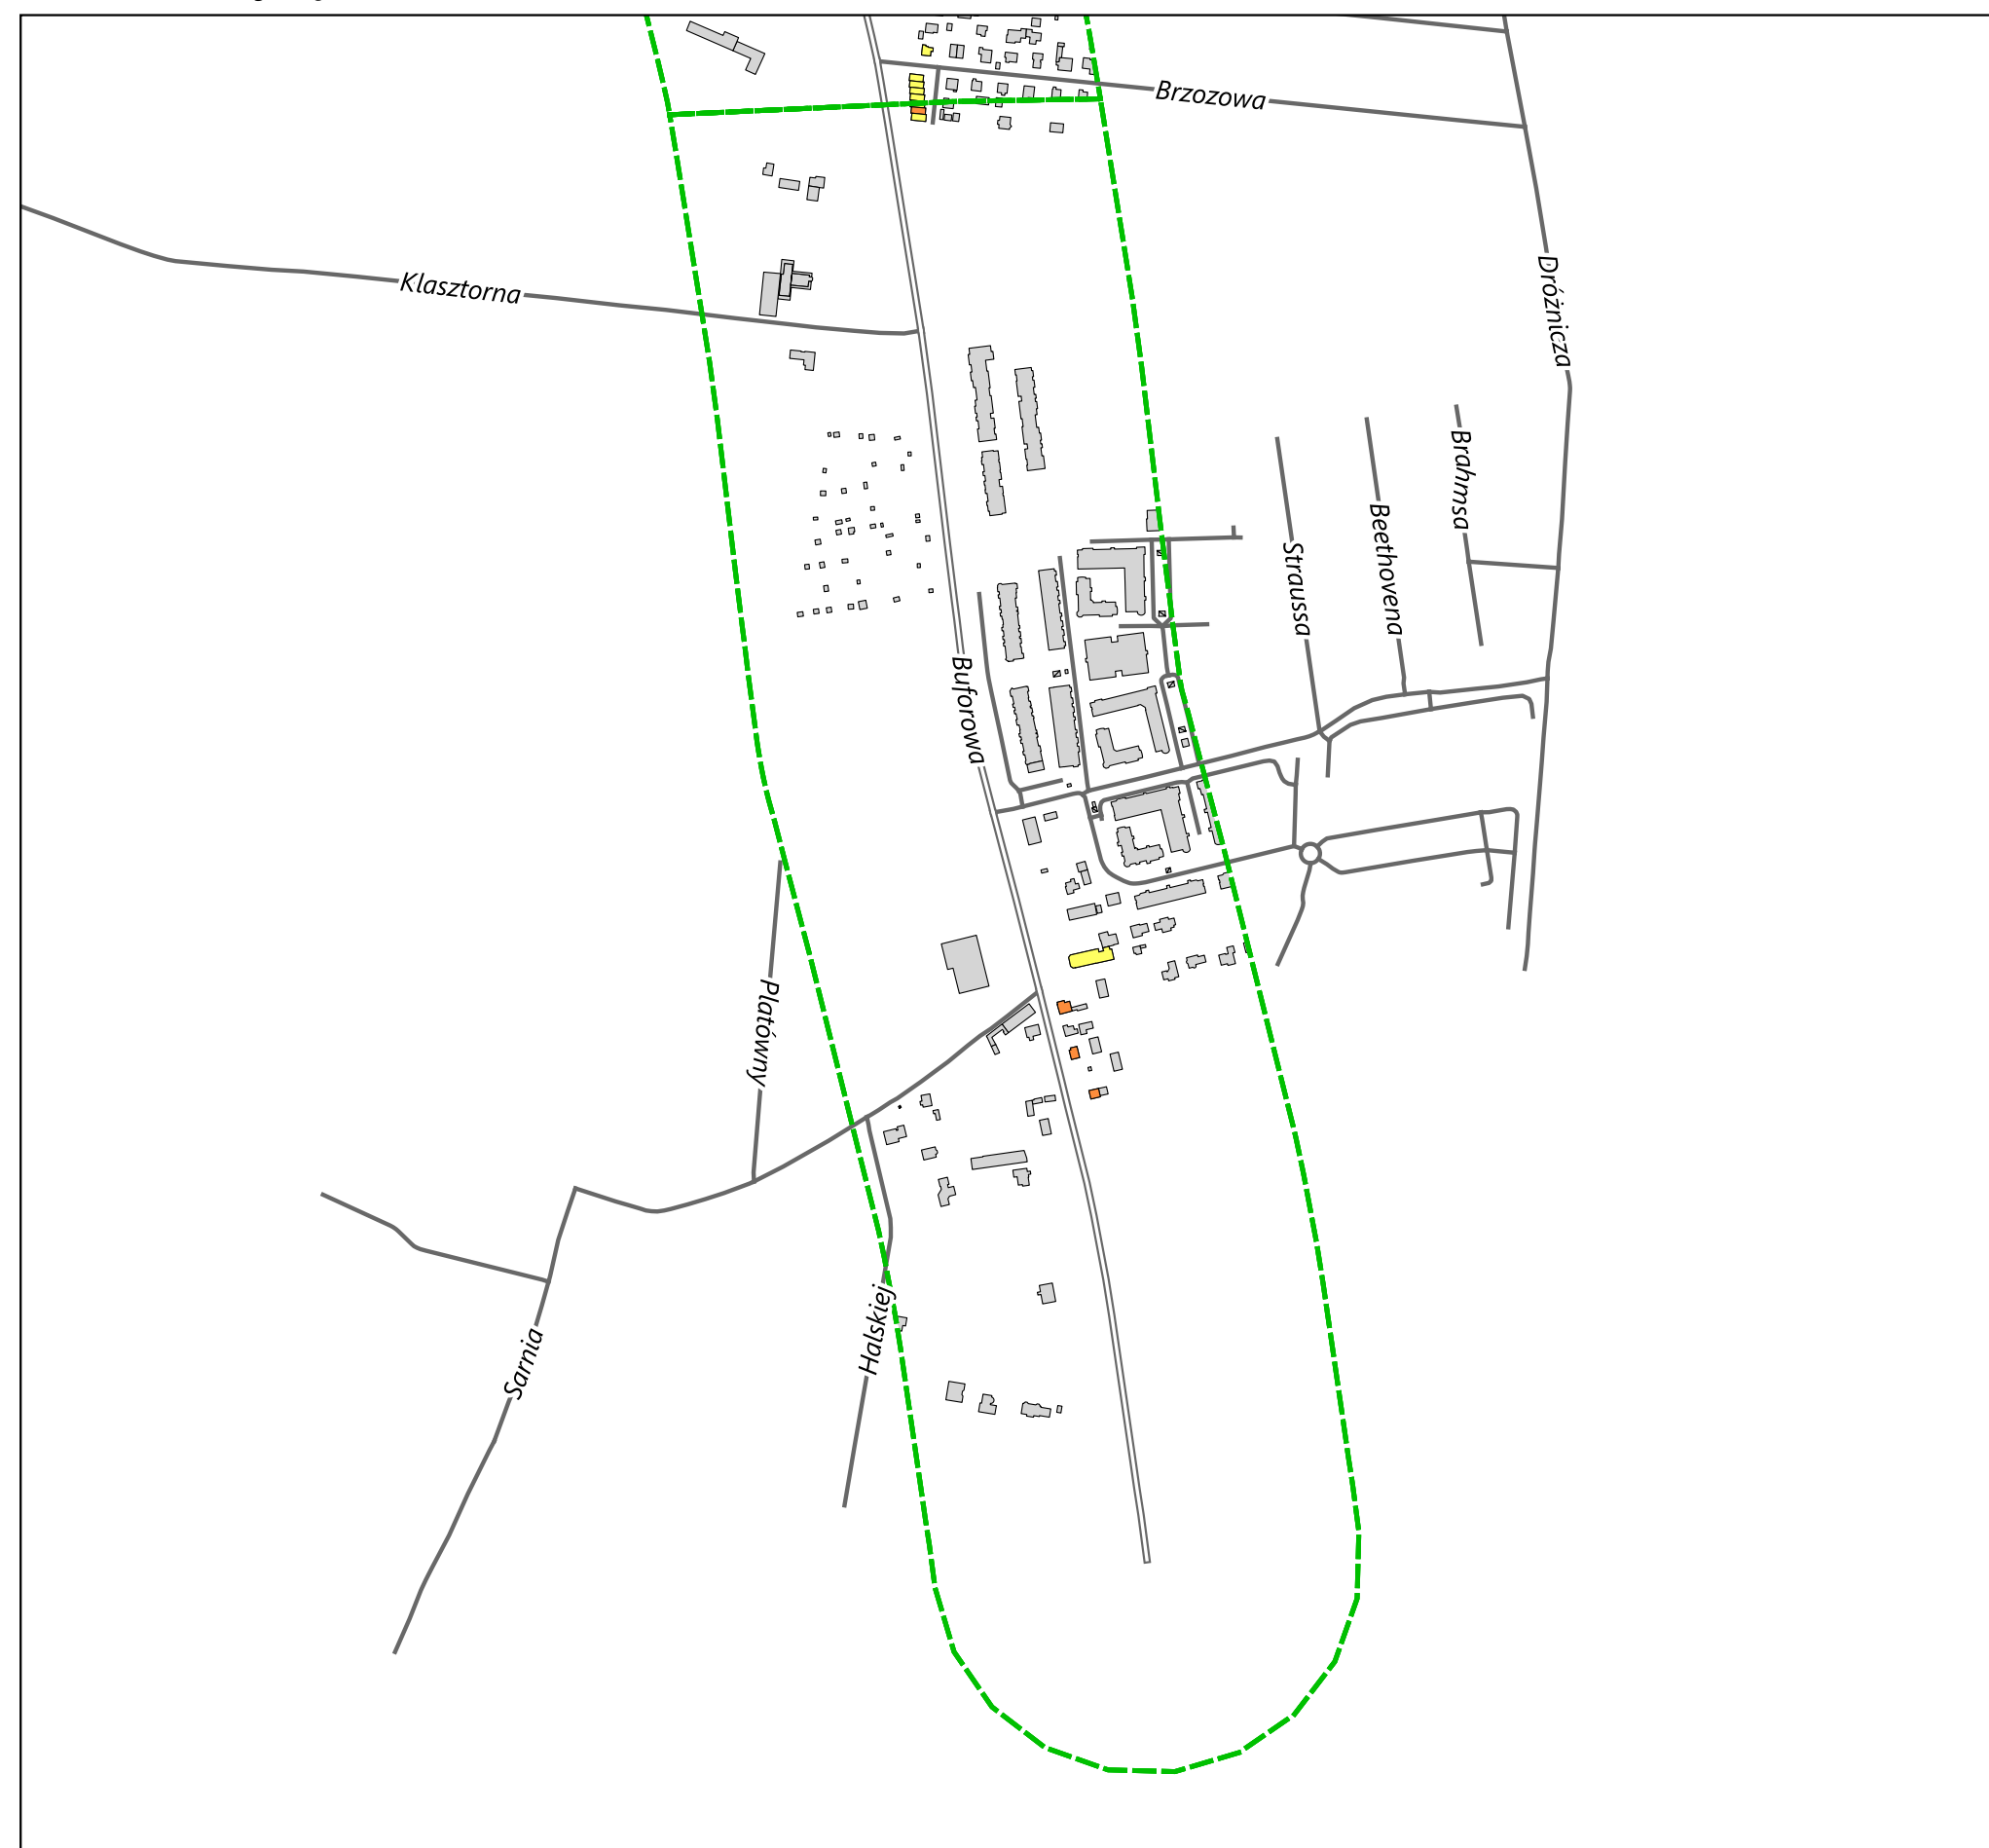 Brzozowa
Klasztorna
Dróżnicza
Brahmsa
Beethovena
Straussa
Buforowa
Platówny
Halskiej
Sarnia